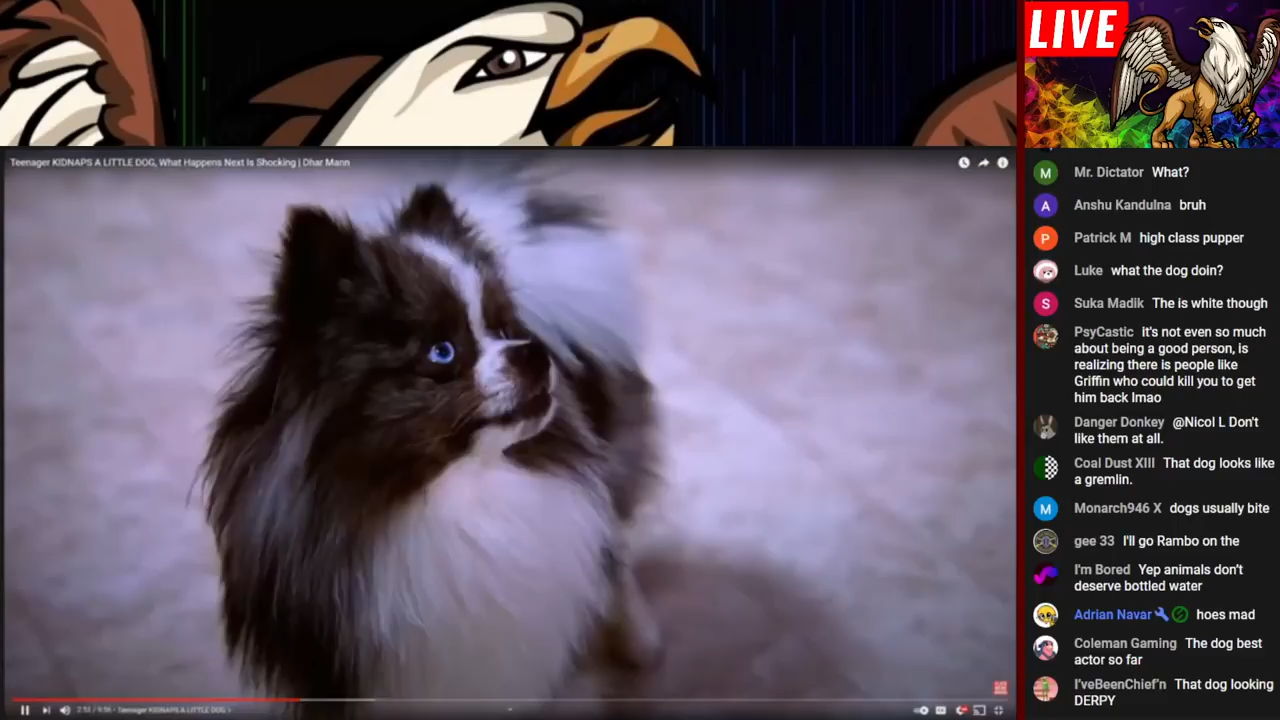 LIVE
Teenager KIDNAPS A LITTLE DOG, What Happens Next Is Shocking | Dhar Mann
M Mr. Dictator What?
A Anshu Kandulna bruh
P Patrick M high class pupper
Luke what the dog doin?
S Suka Madik The is white though
PsyCastic it's not even so much
about being a good person, is
realizing there is people like
Griffin who could kill you to get
him back lmao
Danger Donkey @Nicol L Don't
like them at all.
Coal Dust XIII That dog looks like
a gremlin.
M Monarch946 X dogs usually bite
gee 33 I'll go Rambo on the
I'm Bored Yep animals don't
deserve bottled water
Adrian Navar hoes mad
Coleman Gaming The dog best
actor so far
I'veBeenChief'n That dog looking
DERPY
Teenager KIDNAPS A LITTLE DOG